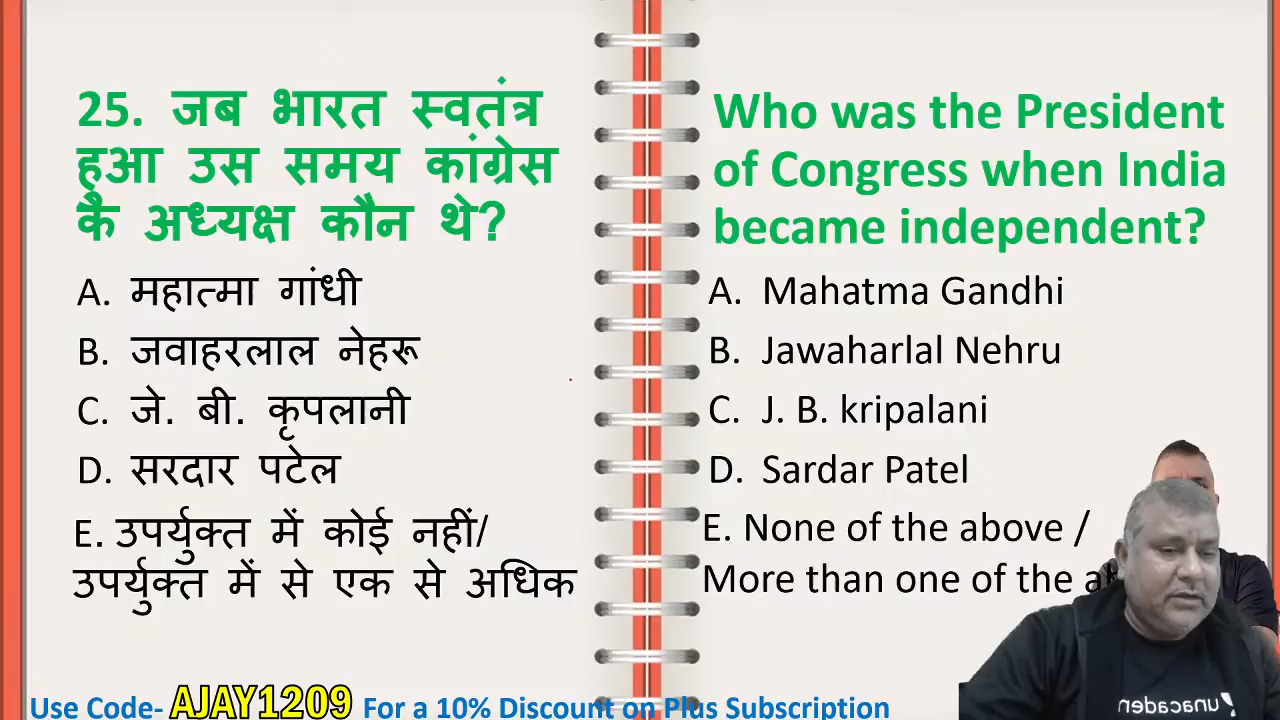 25. जब भारत स्वतंत्र
हुआ उस समय कांग्रेस
के अध्यक्ष कौन थे?
A. महात्मा गांधी
B. जवाहरलाल नेहरू
C. जे. बी. कृपलानी
D. सरदार पटेल
E. उपर्युक्त में कोई नहीं/
उपर्युक्त में से एक से अधिक
Who was the President
of Congress when India
became independent?
A. Mahatma Gandhi
B. Jawaharlal Nehru
C. J. B. kripalani
D. Sardar Patel
E. None of the above /
More than one of the
Use Code- AJAY1209 For a 10% Discount on Plus Subscription
unacaden